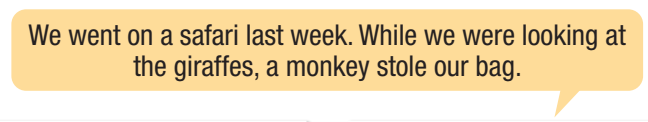 We went on a safari last week. While we were looking at
the giraffes, a monkey stole our bag.